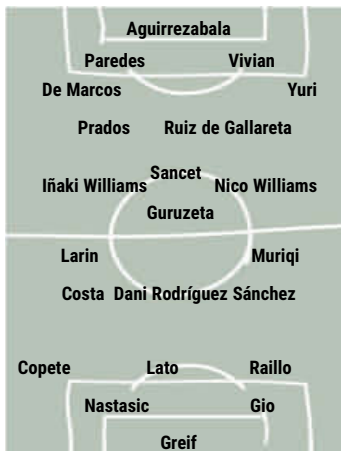 Aguirrezabala
Paredes Vivian
De Marcos Yuri
Prados Ruiz de Gallareta
Sancet
Iñaki Williams Nico Williams
Guruzeta
Larin Muriqi
Costa Dani Rodríguez Sánchez
Copete Lato Raillo
Nastasic Gio
Greif